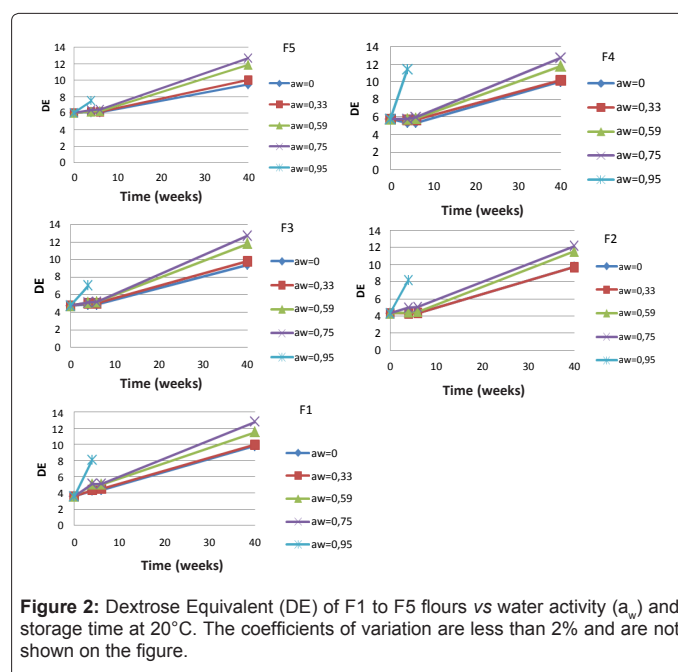 F5
14
12
10
8
6
4
2
0
DE
0 10 20 30 40
Time (weeks)
aw=0
aw=0,33
aw=0,59
aw=0,75
aw=0,95
F4
14
12
10
8
6
4
2
0
DE
0 10 20 30 40
Time (weeks)
aw=0
aw=0,33
aw=0,59
aw=0,75
aw=0,95
F3
14
12
10
8
6
4
2
0
DE
0 10 20 30 40
Time (weeks)
aw=0
aw=0,33
aw=0,59
aw=0,75
aw=0,95
F2
14
12
10
8
6
4
2
0
DE
0 10 20 30 40
Time (weeks)
aw=0
aw=0,33
aw=0,59
aw=0,75
aw=0,95
F1
14
12
10
8
6
4
2
0
DE
0 10 20 30 40
Time (weeks)
aw=0
aw=0,33
aw=0,59
aw=0,75
aw=0,95
Figure 2: Dextrose Equivalent (DE) of F1 to F5 flours vs water activity (aw) and
storage time at 20°C. The coefficients of variation are less than 2% and are not
shown on the figure.